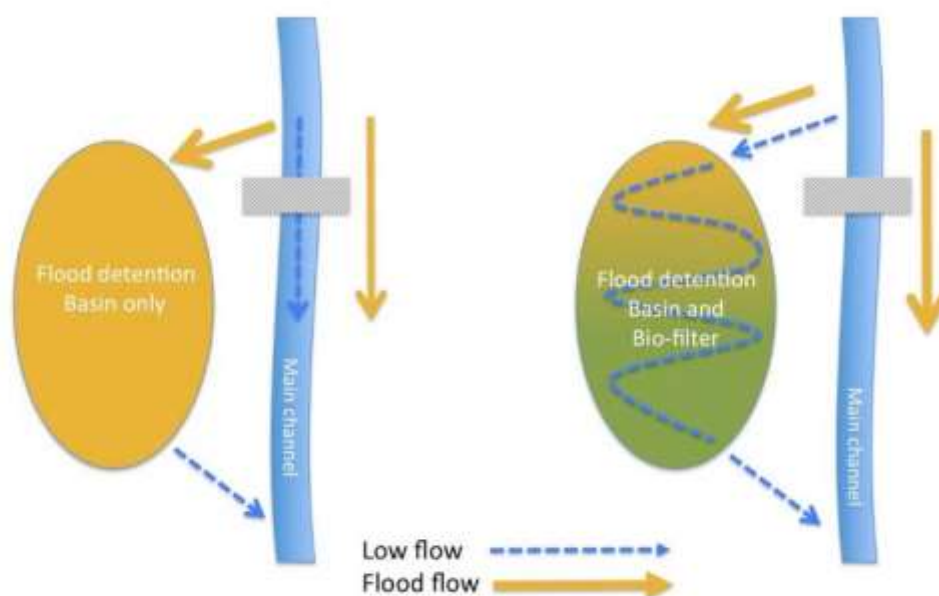 Flood detention
Basin only
Main channel
Flood detention
Basin and
Bio-filter
Main channel
Low flow
Flood flow